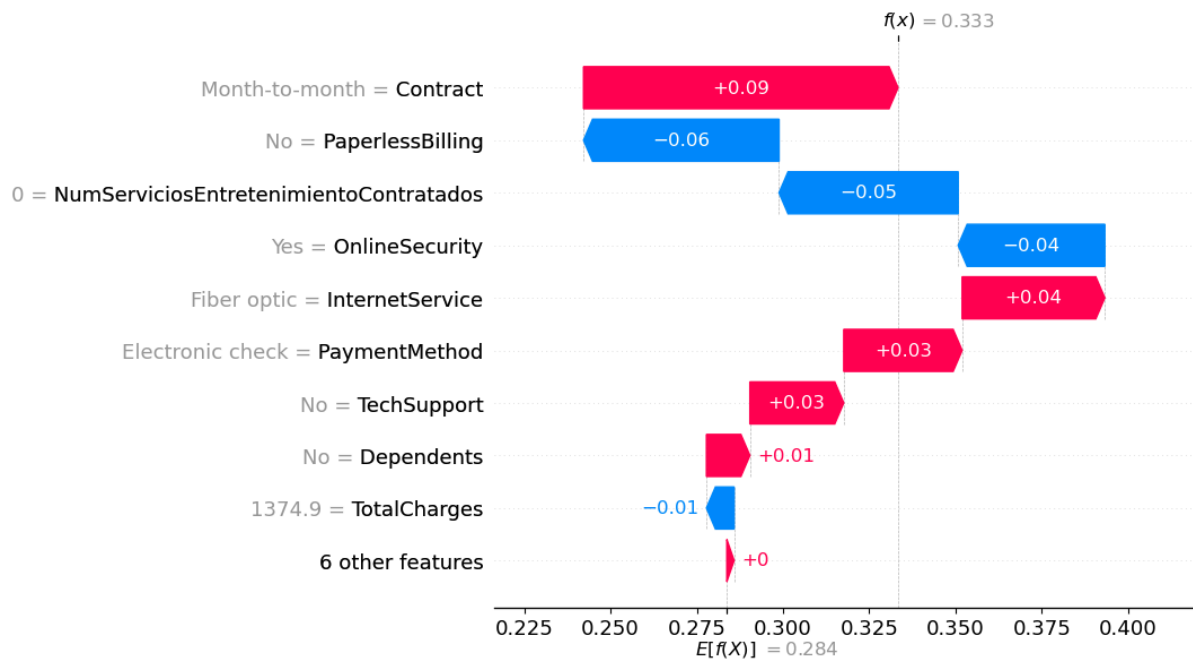 f(x) = 0.333
Month-to-month = Contract
+0.09
No = PaperlessBilling
−0.06
0 = NumServiciosEntretenimientoContratados
−0.05
Yes = OnlineSecurity
−0.04
Fiber optic = InternetService
+0.04
Electronic check = PaymentMethod
+0.03
No = TechSupport
+0.03
No = Dependents
+0.01
1374.9 = TotalCharges
−0.01
6 other features
+0
0.225 0.250 0.275 0.300 0.325 0.350 0.375 0.400
E[f(X)] = 0.284